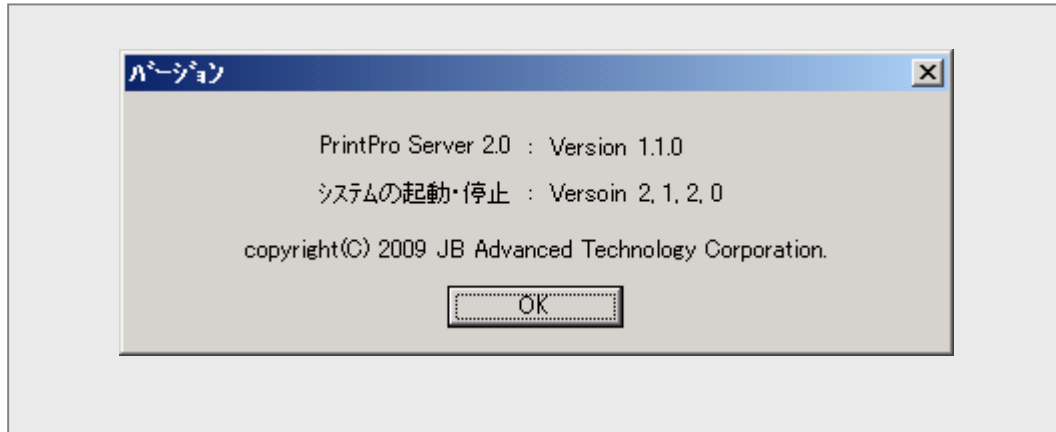 ﾊﾞｰｼﾞｮﾝ
PrintPro Server 2.0 : Version 1.1.0
ｼｽﾃﾑの起動・停止 : Versoin 2, 1, 2, 0
copyright(C) 2009 JB Advanced Technology Corporation.
OK